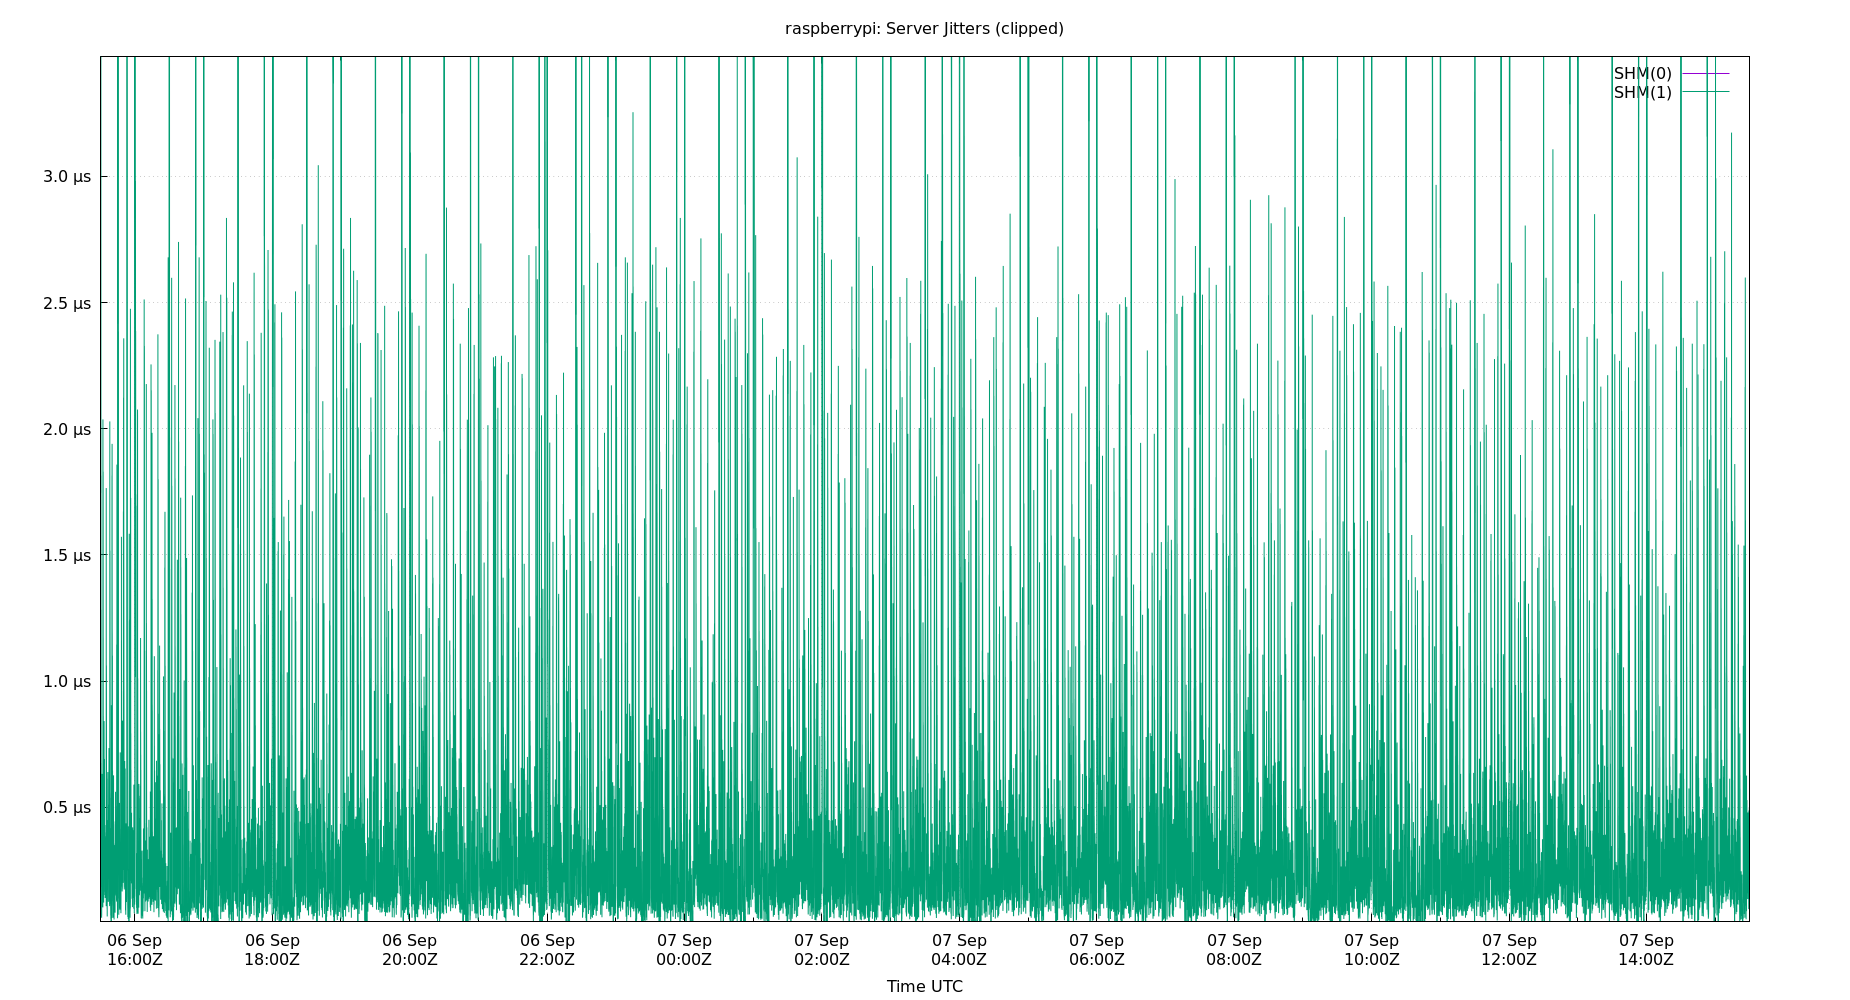 raspberrypi: Server Jitters (clipped)
SHM(0)
SHM(1)
3.0 µs
2.5 µs
2.0 µs
1.5 µs
1.0 µs
0.5 µs
06 Sep 06 Sep 06 Sep 06 Sep 07 Sep 07 Sep 07 Sep 07 Sep 07 Sep 07 Sep 07 Sep 07 Sep
16:00Z 18:00Z 20:00Z 22:00Z 00:00Z 02:00Z 04:00Z 06:00Z 08:00Z 10:00Z 12:00Z 14:00Z
Time UTC